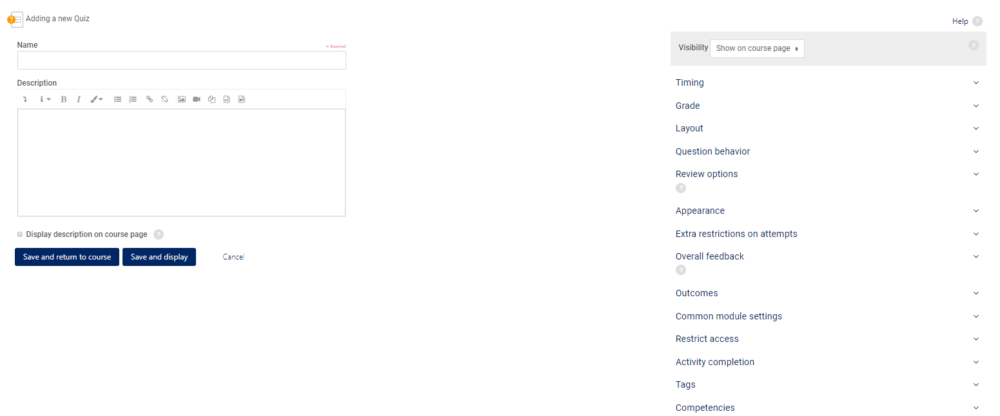 Adding a new Quiz
Help
Name
* Required
Description
B I
Display description on course page
Save and return to course
Save and display
Cancel
Visibility
Show on course page
Timing
Grade
Layout
Question behavior
Review options
Appearance
Extra restrictions on attempts
Overall feedback
Outcomes
Common module settings
Restrict access
Activity completion
Tags
Competencies